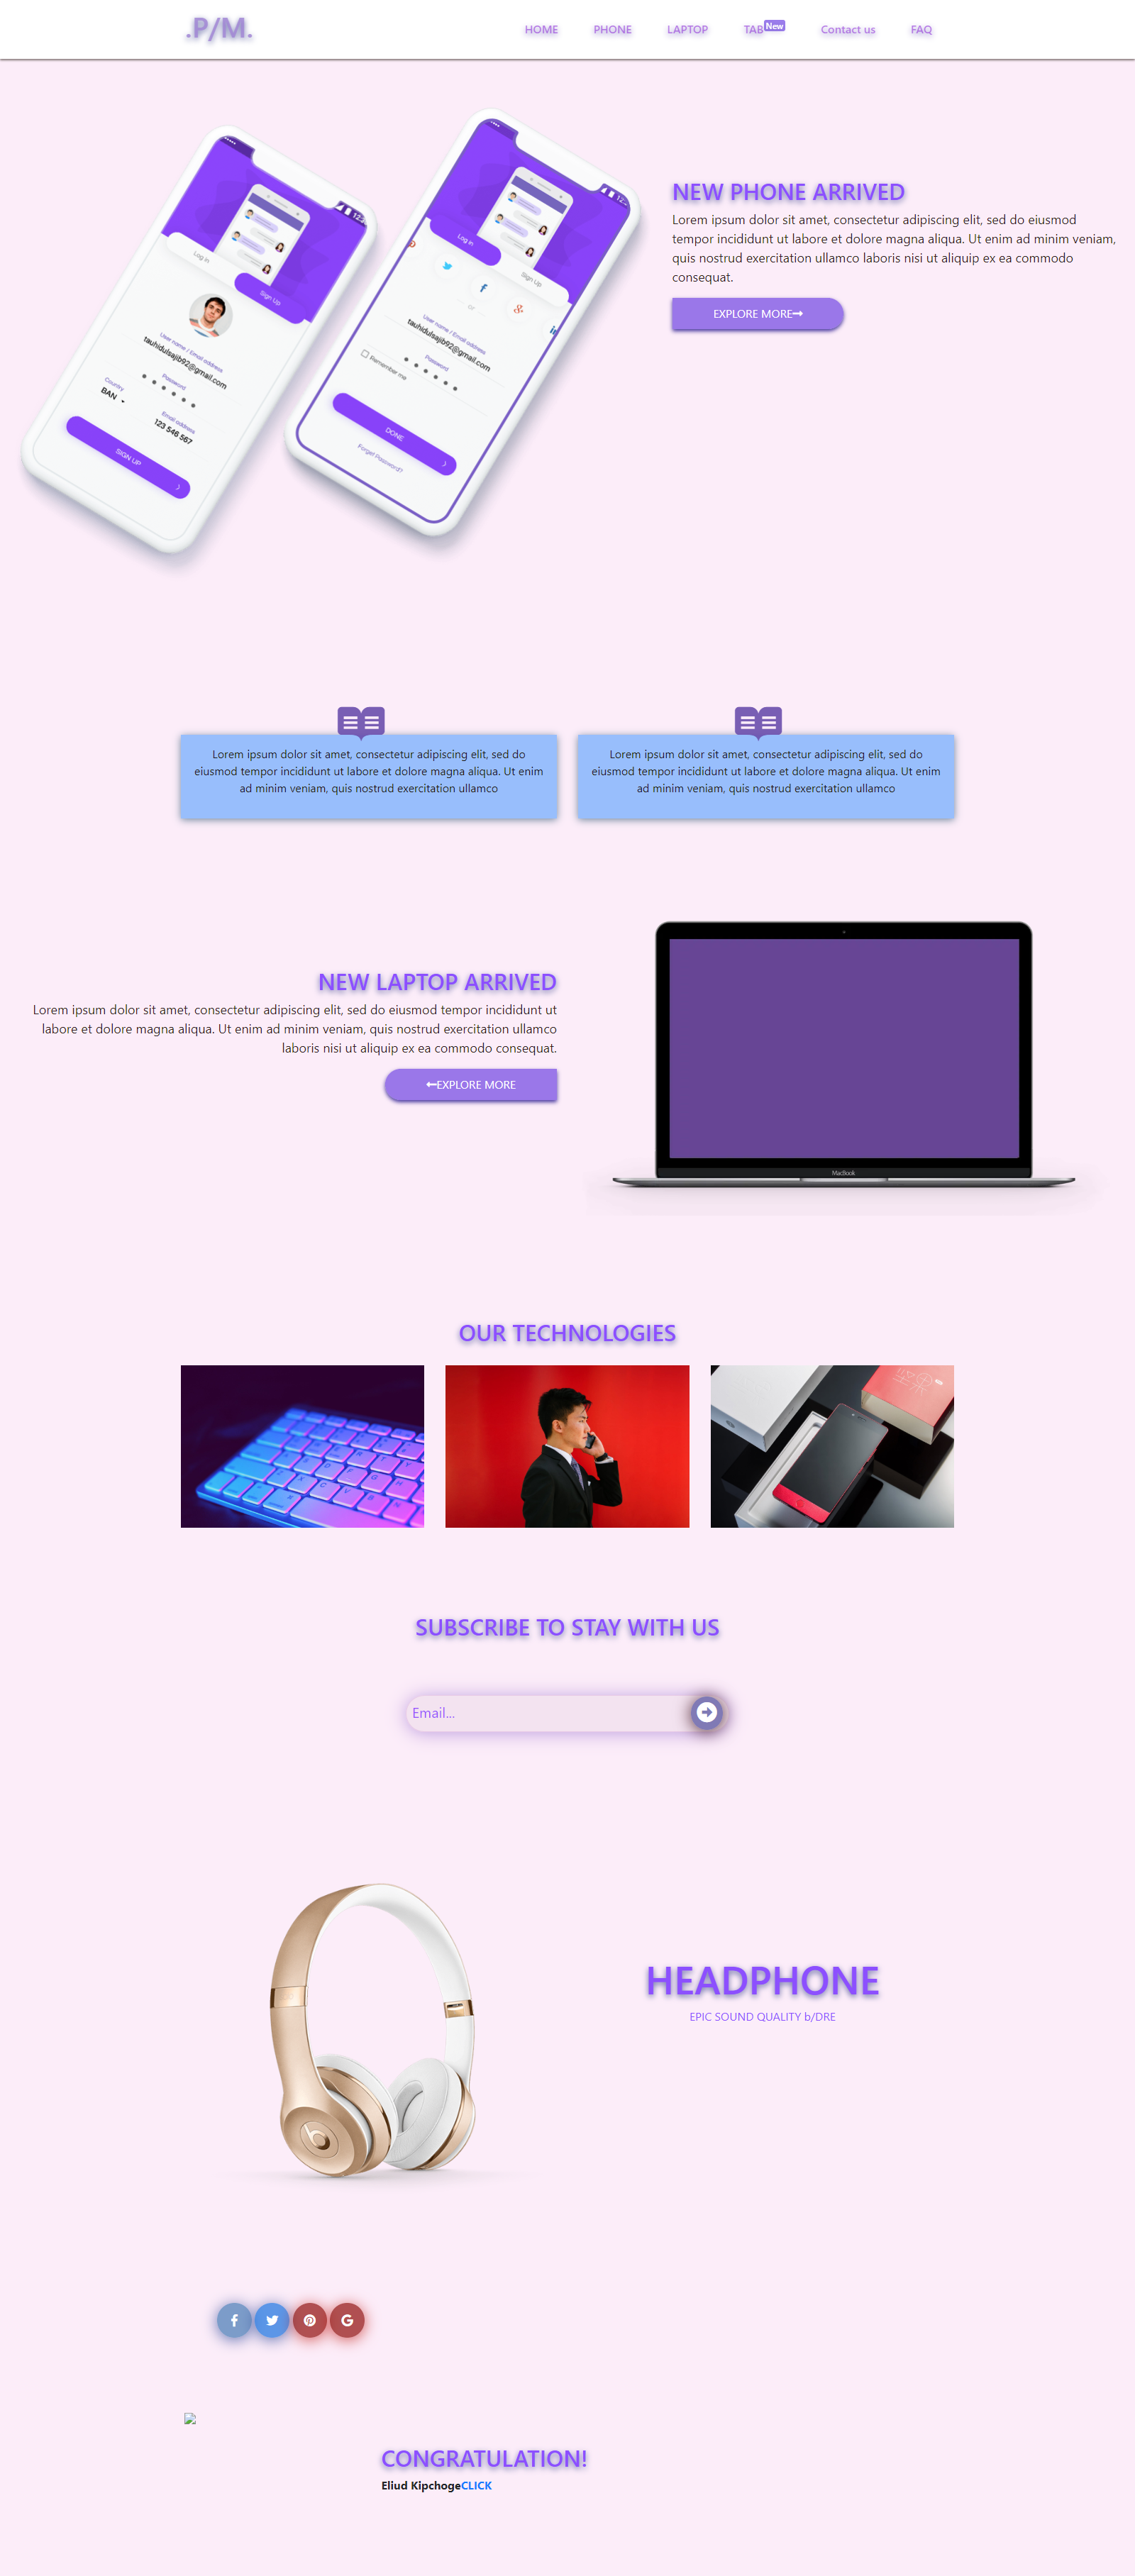 .P/M.
HOME PHONE LAPTOP TAB New Contact us FAQ
Log in
Sign Up
User name / Email address
tauhidulsajib92@gmail.com
Password
Country
BAN
Email address
123 546 567
SIGN UP
Log in
Sign Up
or
User name / Email address
tauhidulsajib92@gmail.com
Password
Remember me
DONE
Forget Password?
NEW PHONE ARRIVED
Lorem ipsum dolor sit amet, consectetur adipiscing elit, sed do eiusmod
tempor incididunt ut labore et dolore magna aliqua. Ut enim ad minim veniam,
quis nostrud exercitation ullamco laboris nisi ut aliquip ex ea commodo
consequat.
EXPLORE MORE
Lorem ipsum dolor sit amet, consectetur adipiscing elit, sed do
eiusmod tempor incididunt ut labore et dolore magna aliqua. Ut enim
ad minim veniam, quis nostrud exercitation ullamco
Lorem ipsum dolor sit amet, consectetur adipiscing elit, sed do
eiusmod tempor incididunt ut labore et dolore magna aliqua. Ut enim
ad minim veniam, quis nostrud exercitation ullamco
NEW LAPTOP ARRIVED
Lorem ipsum dolor sit amet, consectetur adipiscing elit, sed do eiusmod tempor incididunt ut
labore et dolore magna aliqua. Ut enim ad minim veniam, quis nostrud exercitation ullamco
laboris nisi ut aliquip ex ea commodo consequat.
EXPLORE MORE
MacBook
OUR TECHNOLOGIES
SUBSCRIBE TO STAY WITH US
Email...
HEADPHONE
EPIC SOUND QUALITY b/DRE
CONGRATULATION!
Eliud KipchogeCLICK